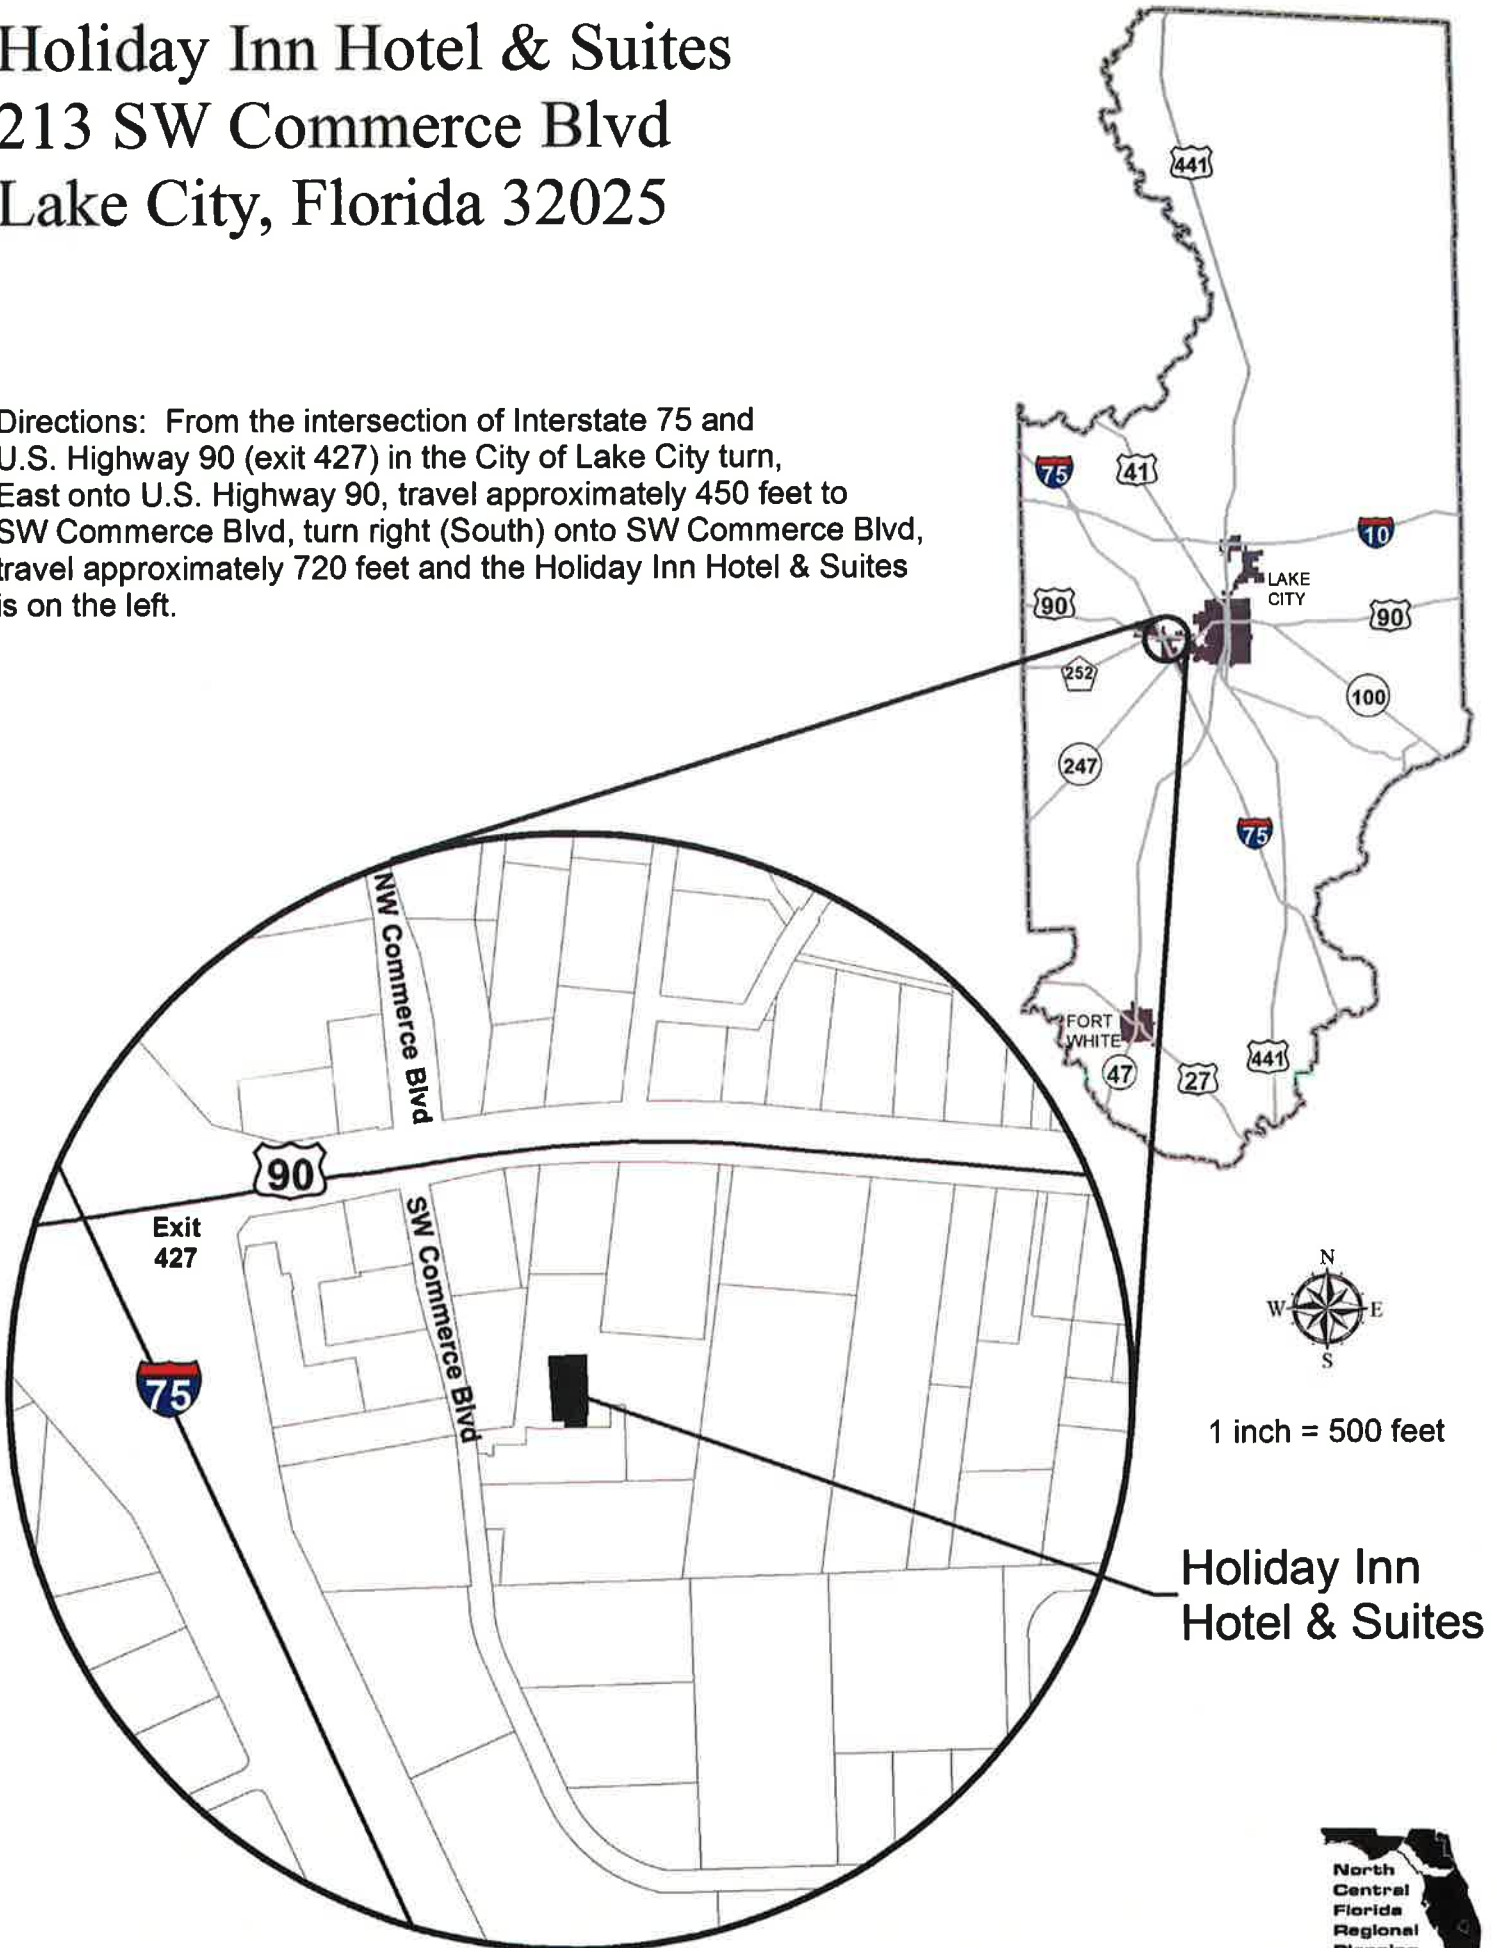 Holiday Inn Hotel & Suites
213 SW Commerce Blvd
Lake City, Florida 32025
Directions: From the intersection of Interstate 75 and
U.S. Highway 90 (exit 427) in the City of Lake City turn,
East onto U.S. Highway 90, travel approximately 450 feet to
SW Commerce Blvd, turn right (South) onto SW Commerce Blvd,
travel approximately 720 feet and the Holiday Inn Hotel & Suites
is on the left.
441
75
41
10
LAKE
CITY
90
90
252
100
247
75
FORT
WHITE
47
27
441
NW Commerce Blvd
90
Exit
427
SW Commerce Blvd
75
N
W
E
S
1 inch = 500 feet
Holiday Inn
Hotel & Suites
North
Central
Florida
Regional